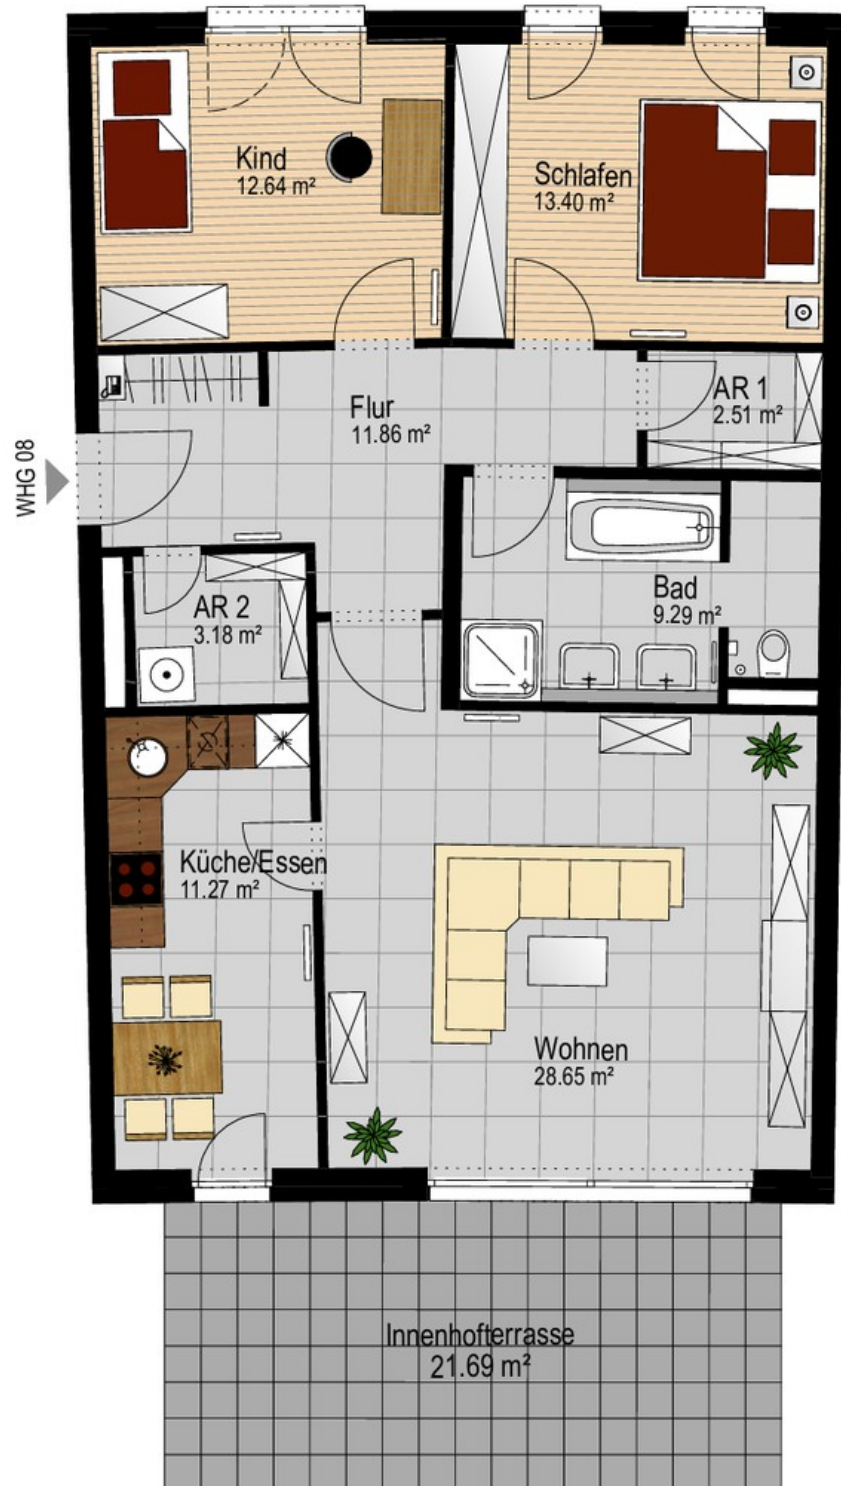 Kind
12.64 m²
Schlafen
13.40 m²
Flur
11.86 m²
AR 1
2.51 m²
WHG 08
Bad
9.29 m²
AR 2
3.18 m²
Küche/Essen
11.27 m²
Wohnen
28.65 m²
Innenhofterrasse
21.69 m²